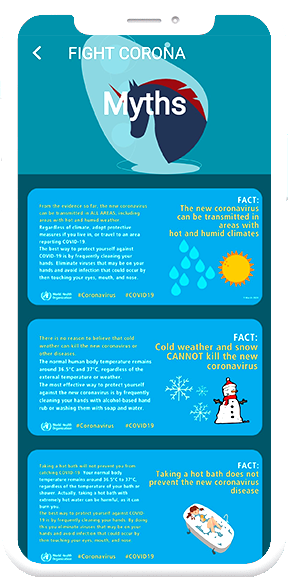 FIGHT CORONA
Myths
FACT:
The new coronavirus
can be transmitted in
areas with
hot and humid climates
From the evidence so far, the new coronavirus
can be transmitted in ALL AREAS, including
areas with hot and humid weather.
Regardless of climate, adopt protective
measures if you live in, or travel to an area
reporting COVID-19.
The best way to protect yourself against
COVID-19 is by frequently cleaning your
hands. Eliminate viruses that may be on your
hands and avoid infection that could occur by
then touching your eyes, mouth, and nose.
World Health
Organization
#Coronavirus #COVID19
FACT:
Cold weather and snow
CANNOT kill the new
coronavirus
There is no reason to believe that cold
weather can kill the new coronavirus or
other diseases.
The normal human body temperature remains
around 36.5°C and 37°C, regardless of the
external temperature or weather.
The most effective way to protect yourself
against the new coronavirus is by frequently
cleaning your hands with alcohol-based hand
rub or washing them with soap and water.
World Health
Organization
#Coronavirus #COVID19
FACT:
Taking a hot bath does not
prevent the new coronavirus
disease
Taking a hot bath will not prevent you from
catching COVID-19. Your normal body
temperature remains around 36.5°C to 37°C,
regardless of the temperature of your bath or
shower. Actually, taking a hot bath with
extremely hot water can be harmful, as it can
burn you.
The best way to protect yourself against COVID-
19 is by frequently cleaning your hands. By doing
this you eliminate viruses that may be on your
hands and avoid infection that could occur by
then touching your eyes, mouth, and nose.
World Health
Organization
#Coronavirus #COVID19